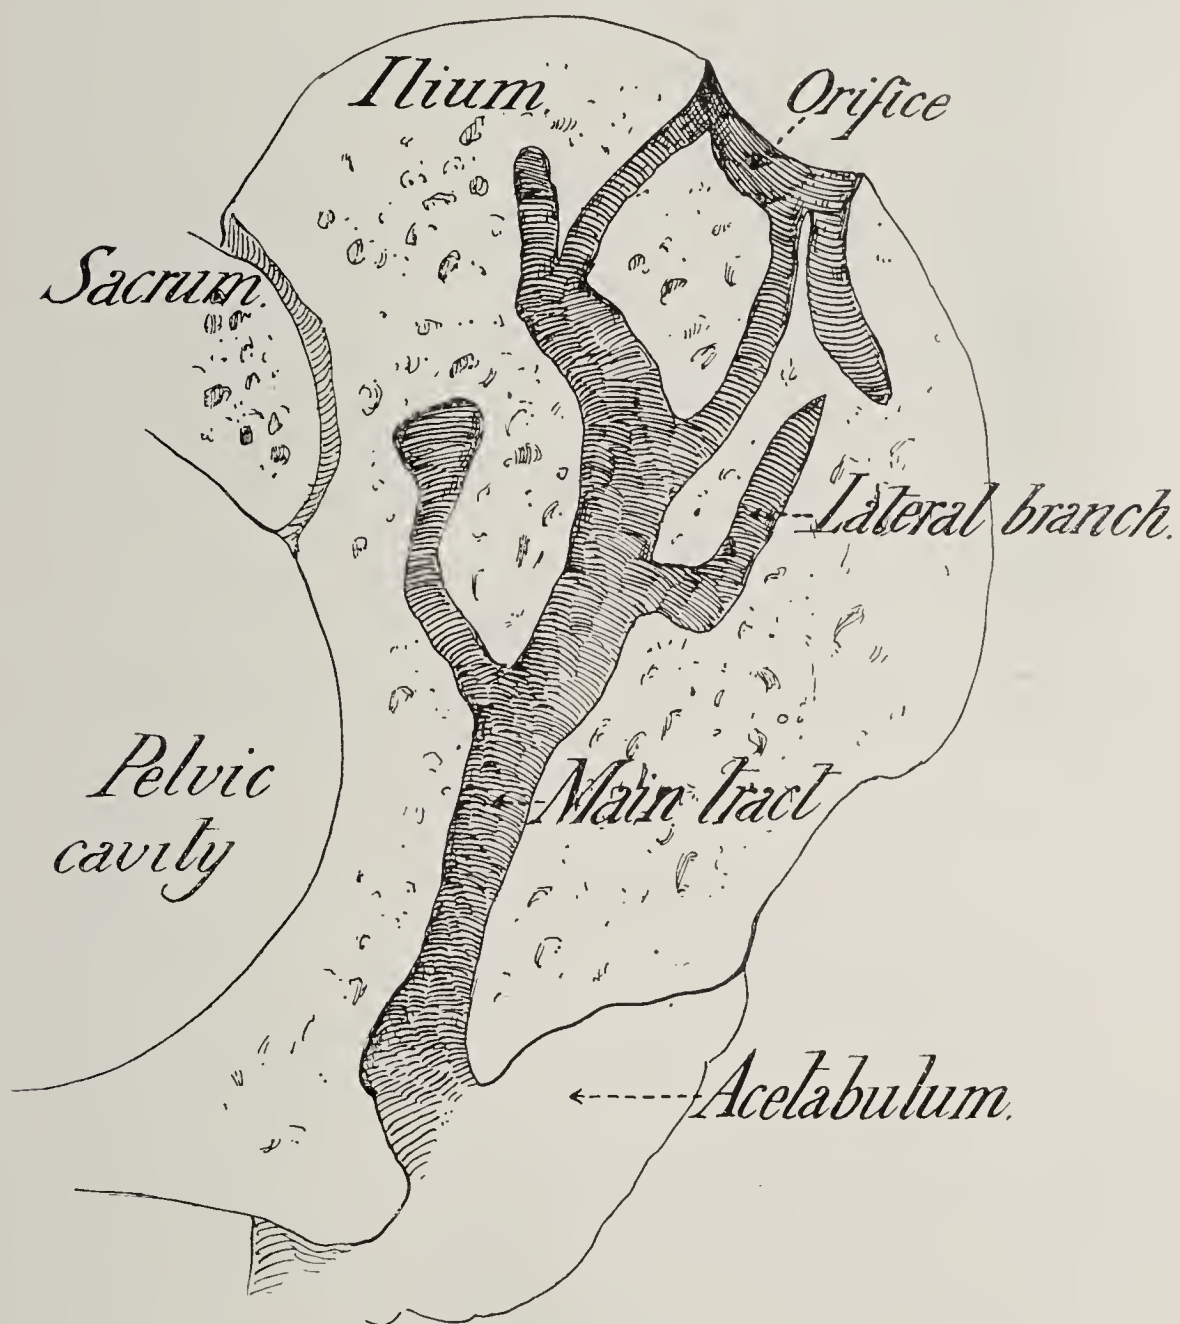 Ilium.
Orifice
Sacrum.
Lateral branch.
Pelvic
cavity
Main tract
Acetabulum.